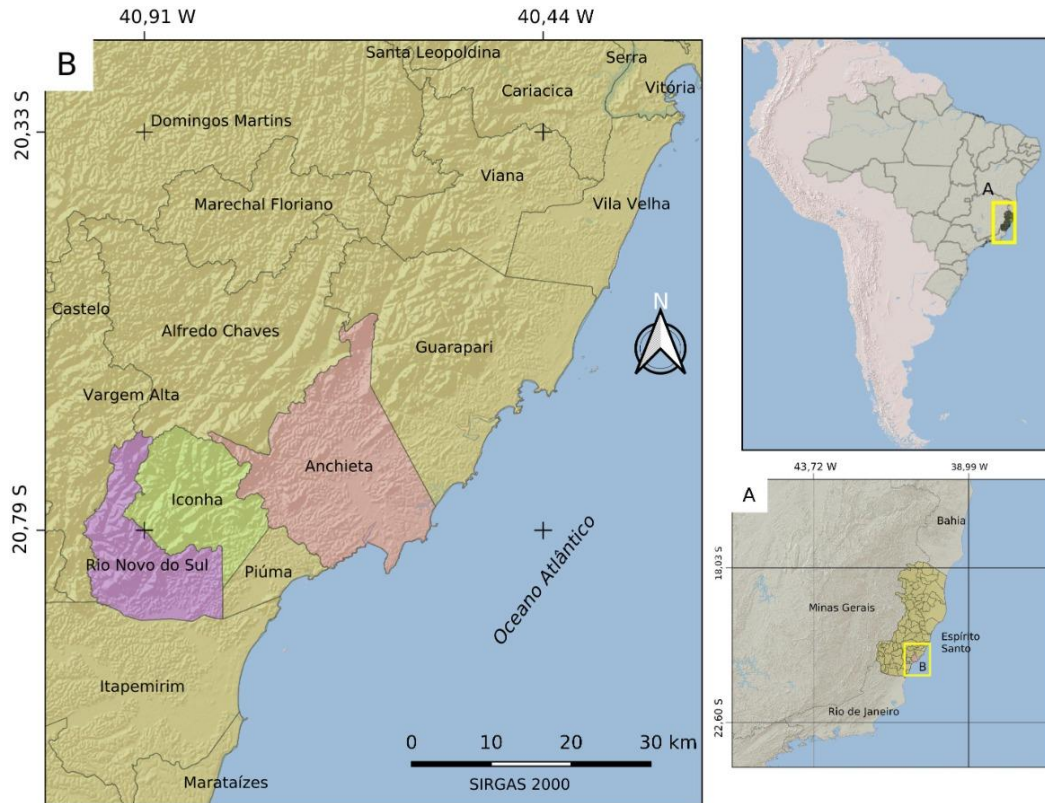 40,91 W
40,44 W
B
20,33 S
20,79 S
Santa Leopoldina
Serra
Cariacica
Vitória
Domingos Martins
Viana
Marechal Floriano
Vila Velha
Castelo
Alfredo Chaves
Guarapari
N
Vargem Alta
Anchieta
Iconha
Rio Novo do Sul
Piúma
Oceano Atlântico
Itapemirim
0 10 20 30 km
SIRGAS 2000
Marataízes
A
43,72 W
38,99 W
A
Bahia
18,03 S
Minas Gerais
Espírito
Santo
B
Rio de Janeiro
22,60 S